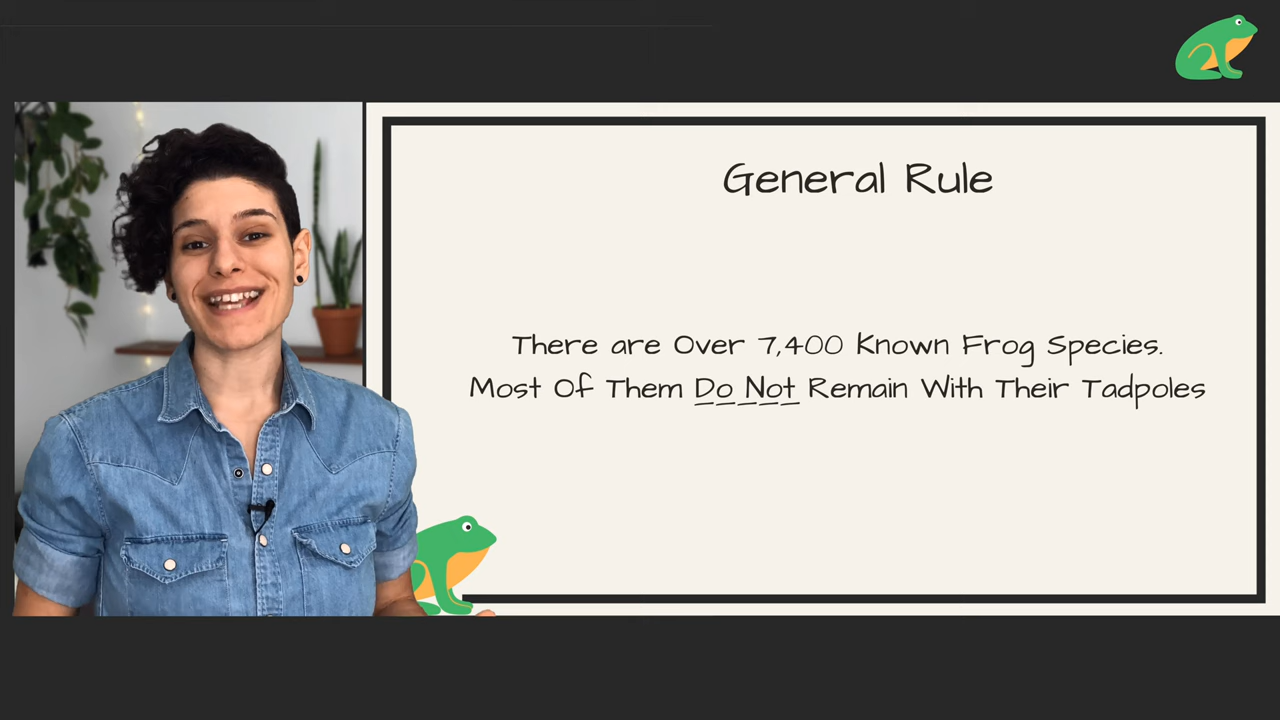 General Rule
There are Over 7,400 Known Frog Species.
Most Of Them Do Not Remain With Their Tadpoles